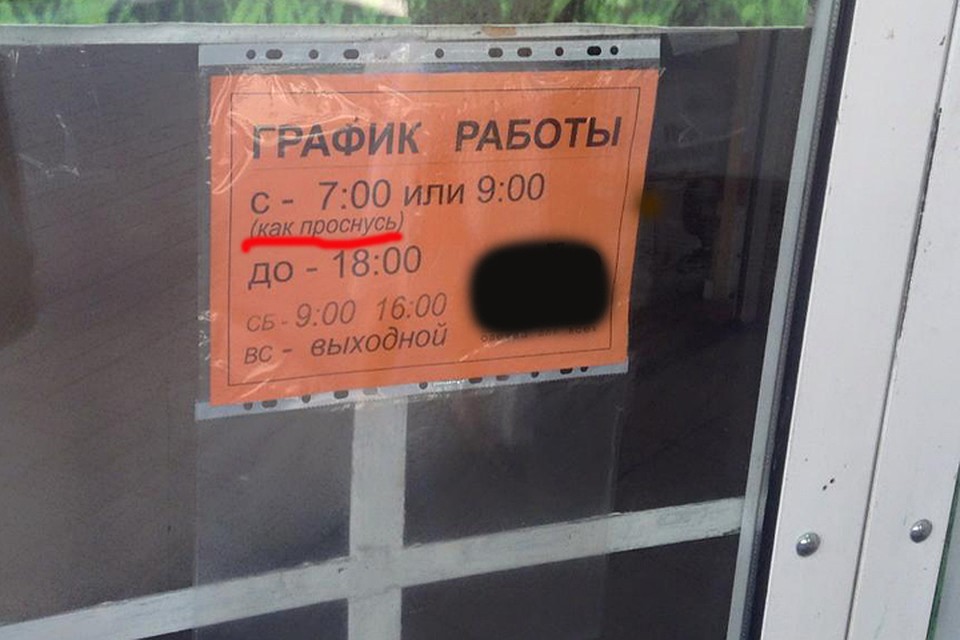 ГРАФИК РАБОТЫ
с - 7:00 или 9:00
(как проснусь)
до - 18:00
СБ - 9:00 16:00
ВС - выходной